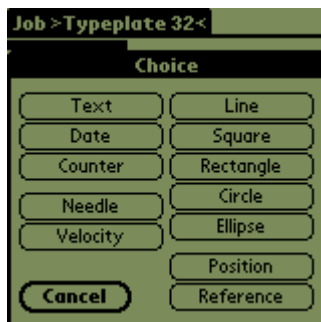 Job >Typeplate 32<
Choice
Text Line
Date Square
Counter Rectangle
Needle Circle
Velocity Ellipse
Position
Cancel Reference